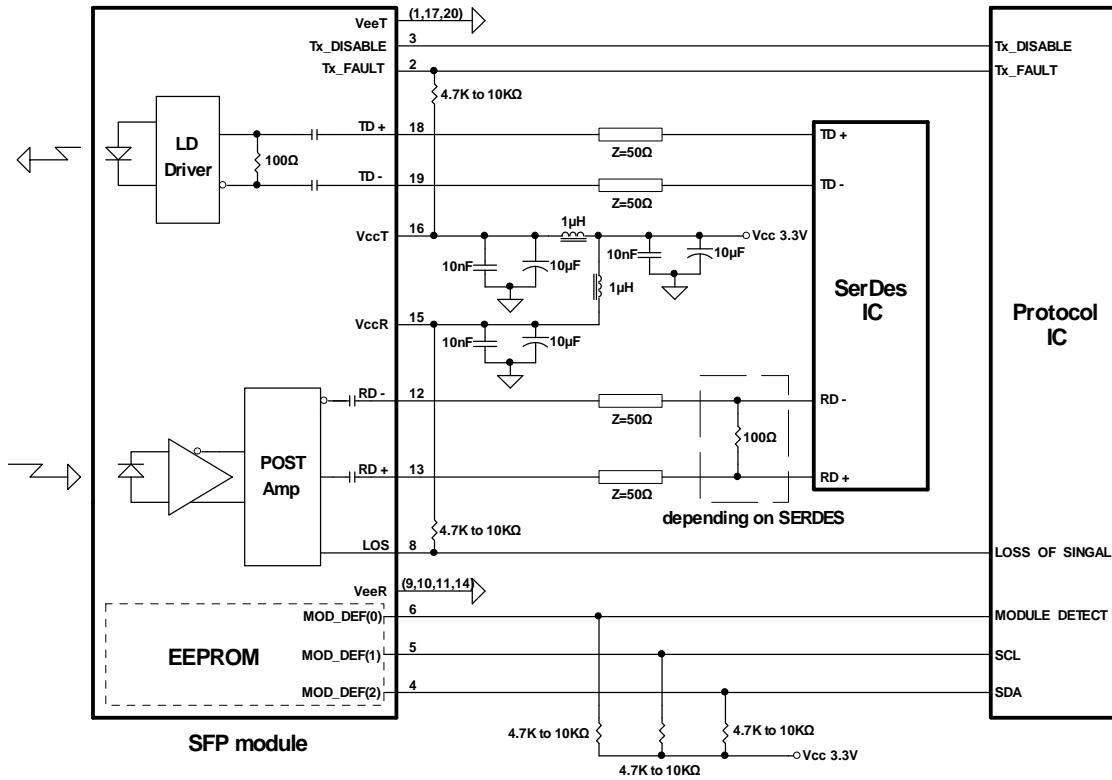 VeeT (1,17,20)
Tx_DISABLE 3 Tx_DISABLE
Tx_FAULT 2 Tx_FAULT
4.7K to 10KΩ
TD + 18 TD +
LD Driver
100Ω
Z=50Ω
TD - 19 TD -
Z=50Ω
1µH
VccT 16 Vcc 3.3V
10nF 10µF 10nF 10µF
1µH
SerDes IC
Protocol IC
VccR 15
10nF 10µF
RD - 12 RD -
Z=50Ω
100Ω
POST Amp
RD + 13 RD +
Z=50Ω
depending on SERDES
4.7K to 10KΩ
LOS 8 LOSS OF SINGAL
VeeR (9,10,11,14)
MOD_DEF(0) 6 MODULE DETECT
EEPROM
MOD_DEF(1) 5 SCL
MOD_DEF(2) 4 SDA
4.7K to 10KΩ 4.7K to 10KΩ
SFP module
Vcc 3.3V
4.7K to 10KΩ